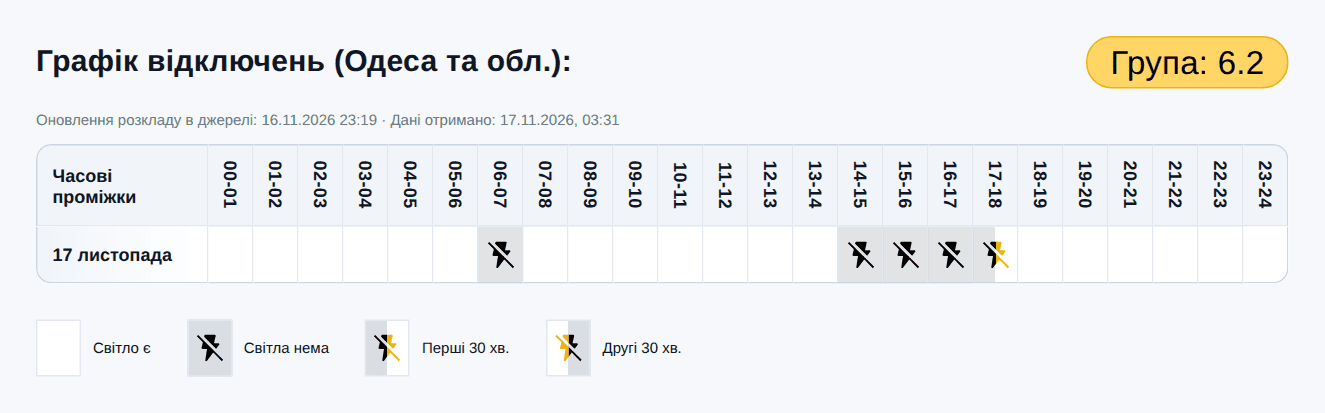 Графік відключень (Одеса та обл.):
Група: 6.2
Оновлення розкладу в джерелі: 16.11.2026 23:19 · Дані отримано: 17.11.2026, 03:31
Часові
проміжки
00-01
01-02
02-03
03-04
04-05
05-06
06-07
07-08
08-09
09-10
10-11
11-12
12-13
13-14
14-15
15-16
16-17
17-18
18-19
19-20
20-21
21-22
22-23
23-24
17 листопада
Світло є
Світла нема
Перші 30 хв.
Другі 30 хв.